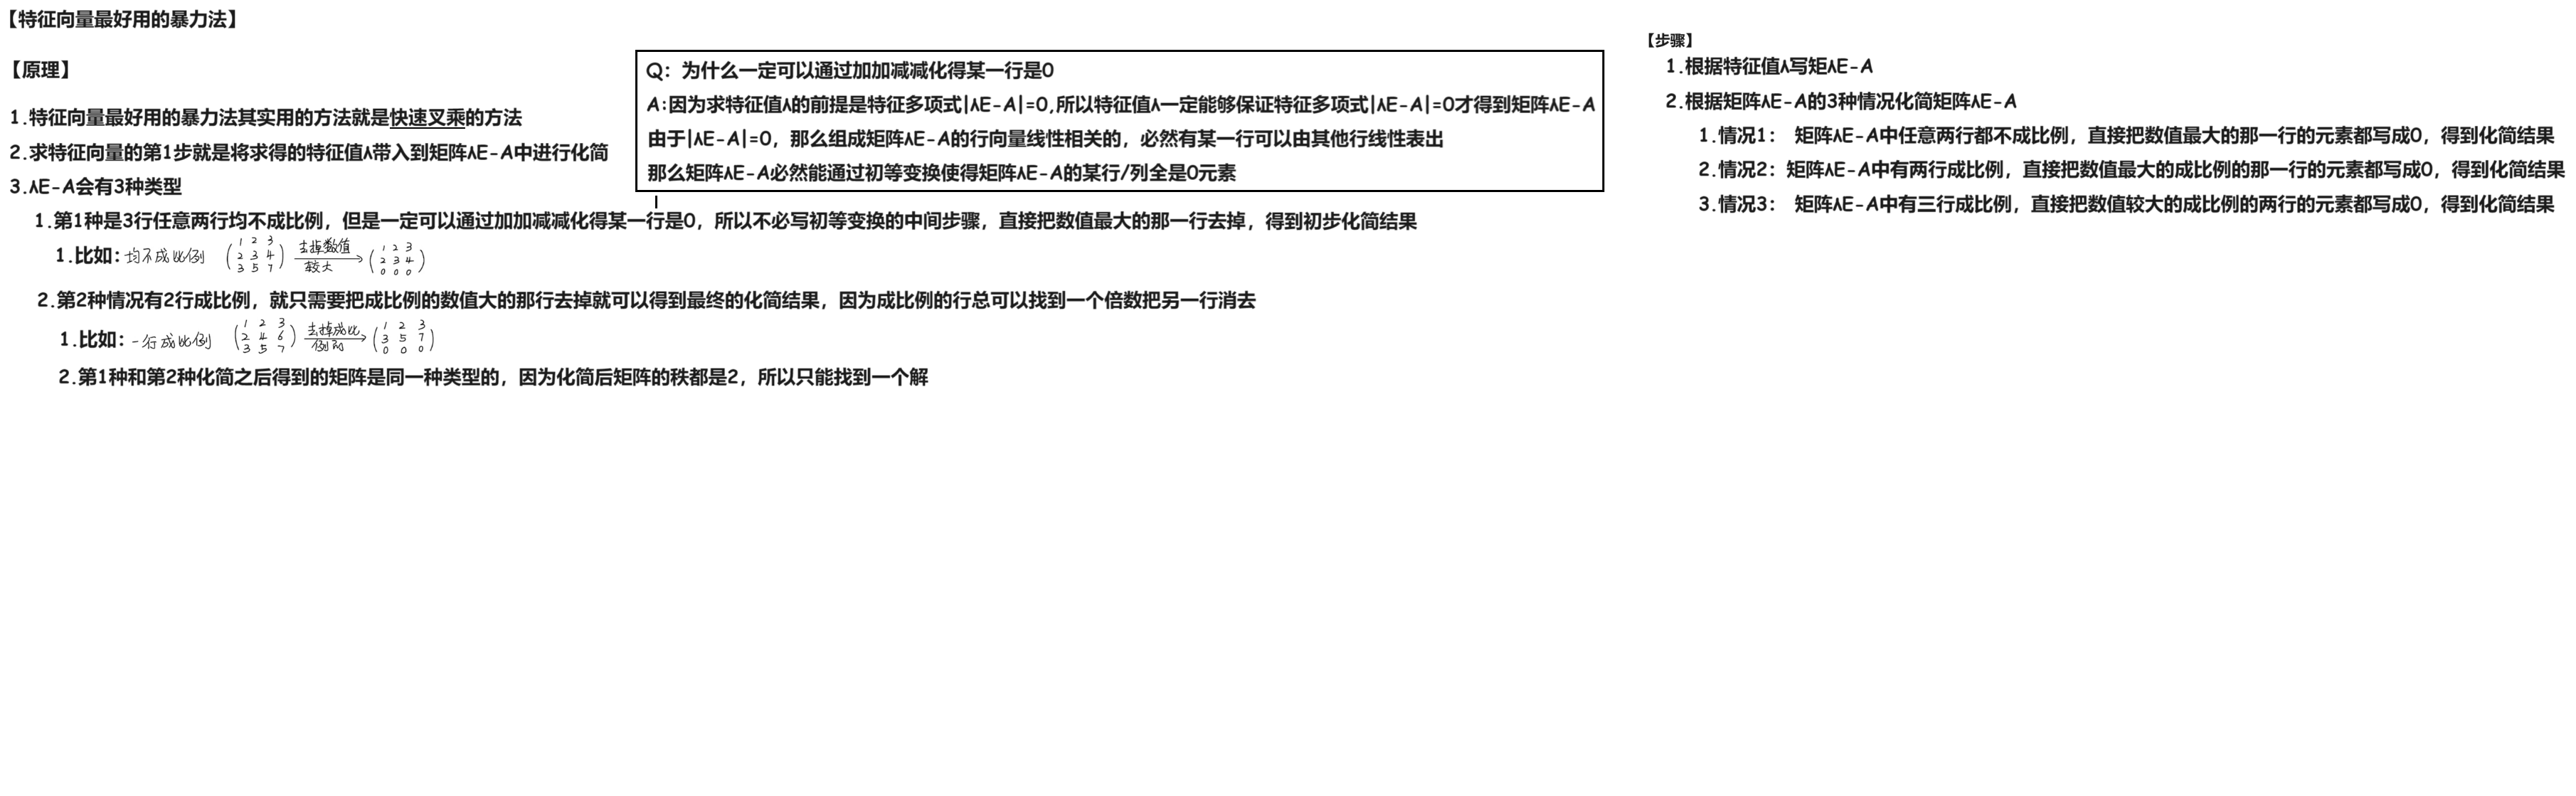 【特征向量最好用的暴力法】
【原理】
1.特征向量最好用的暴力法其实用的方法就是快速叉乘的方法
2.求特征向量的第1步就是将求得的特征值λ带入到矩阵λE-A中进行化简
3.λE-A会有3种类型
Q：为什么一定可以通过加加减减化得某一行是0
A:因为求特征值λ的前提是特征多项式|λE-A|=0,所以特征值λ一定能够保证特征多项式|λE-A|=0才得到矩阵λE-A
由于|λE-A|=0，那么组成矩阵λE-A的行向量线性相关的，必然有某一行可以由其他行线性表出
那么矩阵λE-A必然能通过初等变换使得矩阵λE-A的某行/列全是0元素
1.第1种是3行任意两行均不成比例，但是一定可以通过加加减减化得某一行是0，所以不必写初等变换的中间步骤，直接把数值最大的那一行去掉，得到初步化简结果
1.比如：均不成比例
1 2 3
2 3 4
3 5 7
去掉数值
较大
1 2 3
2 3 4
0 0 0
2.第2种情况有2行成比例，就只需要把成比例的数值大的那行去掉就可以得到最终的化简结果，因为成比例的行总可以找到一个倍数把另一行消去
1.比如：一行成比例
1 2 3
2 4 6
3 5 7
去掉成比
例的
1 2 3
3 5 7
0 0 0
2.第1种和第2种化简之后得到的矩阵是同一种类型的，因为化简后矩阵的秩都是2，所以只能找到一个解
【步骤】
1.根据特征值λ写矩λE-A
2.根据矩阵λE-A的3种情况化简矩阵λE-A
1.情况1： 矩阵λE-A中任意两行都不成比例，直接把数值最大的那一行的元素都写成0，得到化简结果
2.情况2：矩阵λE-A中有两行成比例，直接把数值最大的成比例的那一行的元素都写成0，得到化简结果
3.情况3： 矩阵λE-A中有三行成比例，直接把数值较大的成比例的两行的元素都写成0，得到化简结果